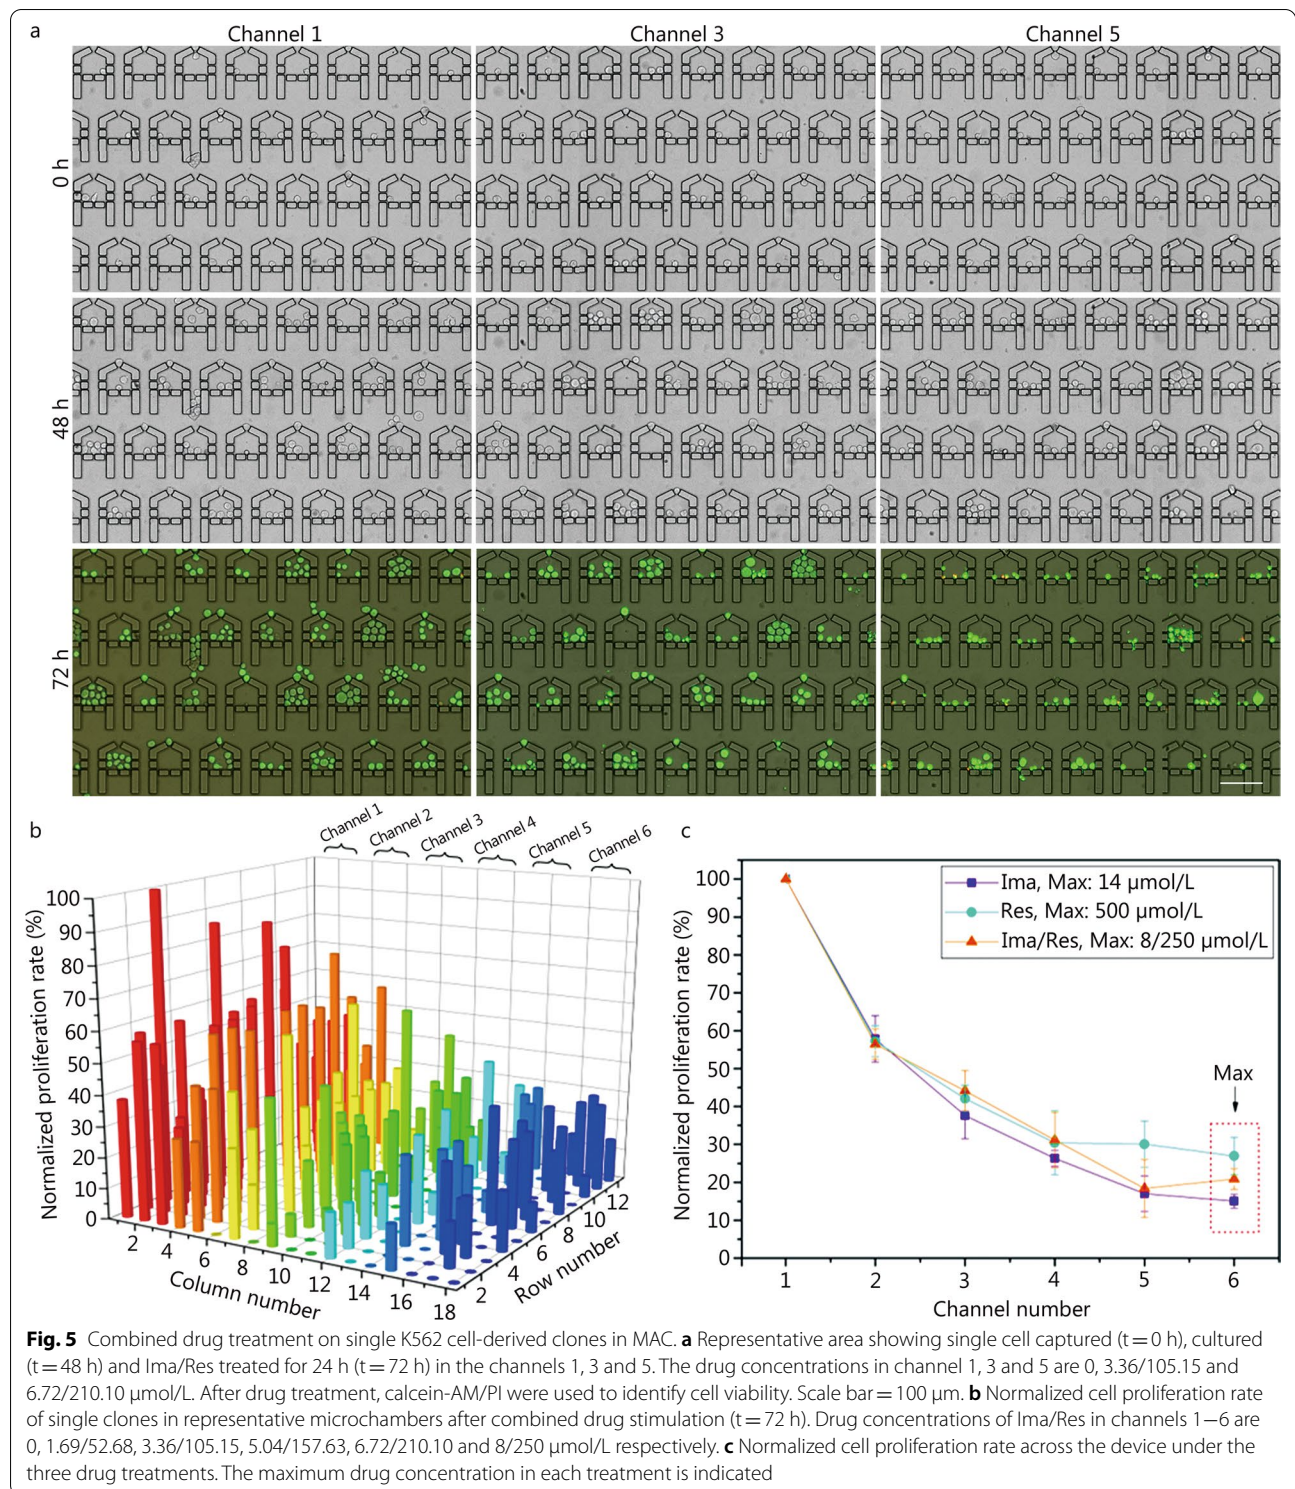 a
Channel 1
Channel 3
Channel 5
0 h
48 h
72 h
b
Channel 1
Channel 2
Channel 3
Channel 4
Channel 5
Channel 6
Normalized proliferation rate (%)
100
90
80
70
60
50
40
30
20
10
0
2
4
6
8
10
12
14
16
18
Column number
2
4
6
8
10
12
Row number
c
Normalized proliferation rate (%)
100
90
80
70
60
50
40
30
20
10
0
Ima, Max: 14 μmol/L
Res, Max: 500 μmol/L
Ima/Res, Max: 8/250 μmol/L
Max
1
2
3
4
5
6
Channel number
Fig. 5 Combined drug treatment on single K562 cell-derived clones in MAC. a Representative area showing single cell captured (t = 0 h), cultured
(t = 48 h) and Ima/Res treated for 24 h (t = 72 h) in the channels 1, 3 and 5. The drug concentrations in channel 1, 3 and 5 are 0, 3.36/105.15 and
6.72/210.10 μmol/L. After drug treatment, calcein-AM/PI were used to identify cell viability. Scale bar = 100 μm. b Normalized cell proliferation rate
of single clones in representative microchambers after combined drug stimulation (t = 72 h). Drug concentrations of Ima/Res in channels 1−6 are
0, 1.69/52.68, 3.36/105.15, 5.04/157.63, 6.72/210.10 and 8/250 μmol/L respectively. c Normalized cell proliferation rate across the device under the
three drug treatments. The maximum drug concentration in each treatment is indicated